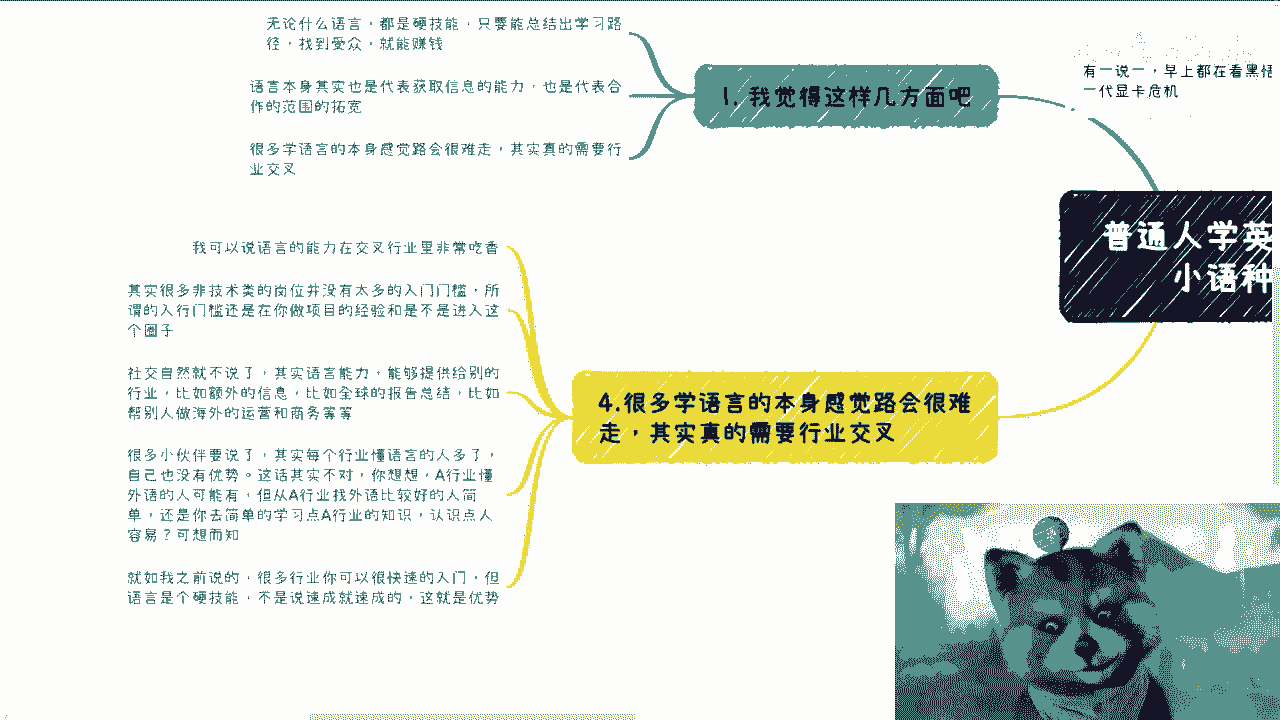 无论什么语言，都是硬技能，只要能总结出学习路
径，找到受众，就能赚钱
语言本身其实也是代表获取信息的能力，也是代表合
作的范围的拓宽
很多学语言的本身感觉路会很难走，其实真的需要行
业交叉
1. 我觉得这样几方面吧
有一说一，早上都在看黑悟
一代显卡危机
普通人学英
小语种
我可以说语言的能力在交叉行业里非常吃香
其实很多非技术类的岗位并没有太多的入门门槛，所
谓的入行门槛还是在你做项目的经验和是不是进入这
个圈子
社交自然就不说了，其实语言能力，能够提供给别的
行业，比如额外的信息，比如全球的报告总结，比如
帮别人做海外的运营和商务等等
很多小伙伴要说了，其实每个行业懂语言的人多了，
自己也没有优势。这话其实不对，你想想，A行业懂
外语的人可能有，但从A行业找外语比较好的人简
单，还是你去简单的学习点A行业的知识，认识点人
容易？可想而知
就如我之前说的，很多行业你可以很快速的入门，但
语言是个硬技能，不是说速成就速成的，这就是优势
4.很多学语言的本身感觉路会很难
走，其实真的需要行业交叉